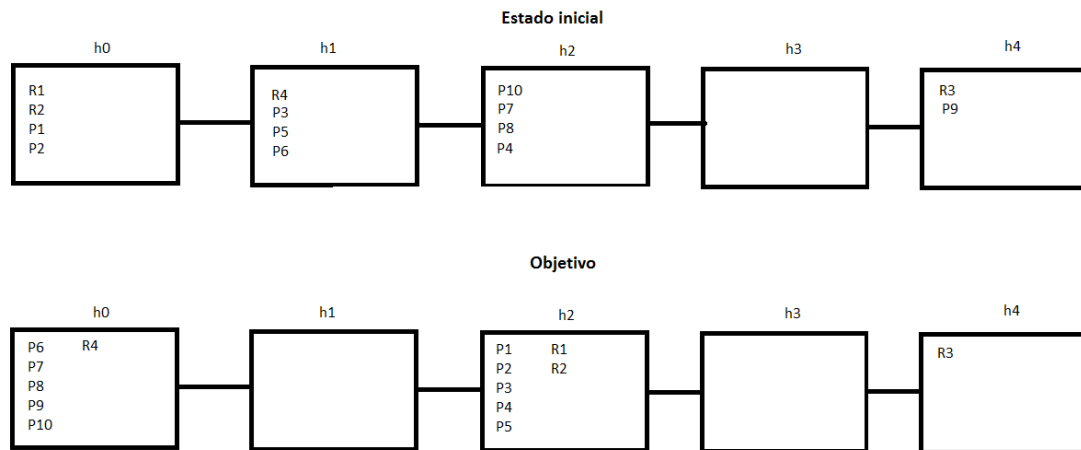 Estado inicial
h0
h1
h2
h3
h4
R1
R2
P1
P2
R4
P3
P5
P6
P10
P7
P8
P4
R3
P9
Objetivo
h0
h1
h2
h3
h4
P6 R4
P7
P8
P9
P10
P1 R1
P2 R2
P3
P4
P5
R3